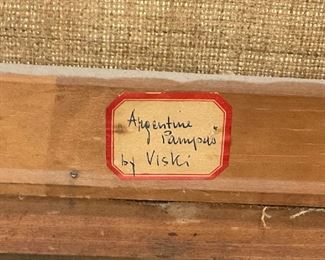 Argentine
Pampas
by Viski